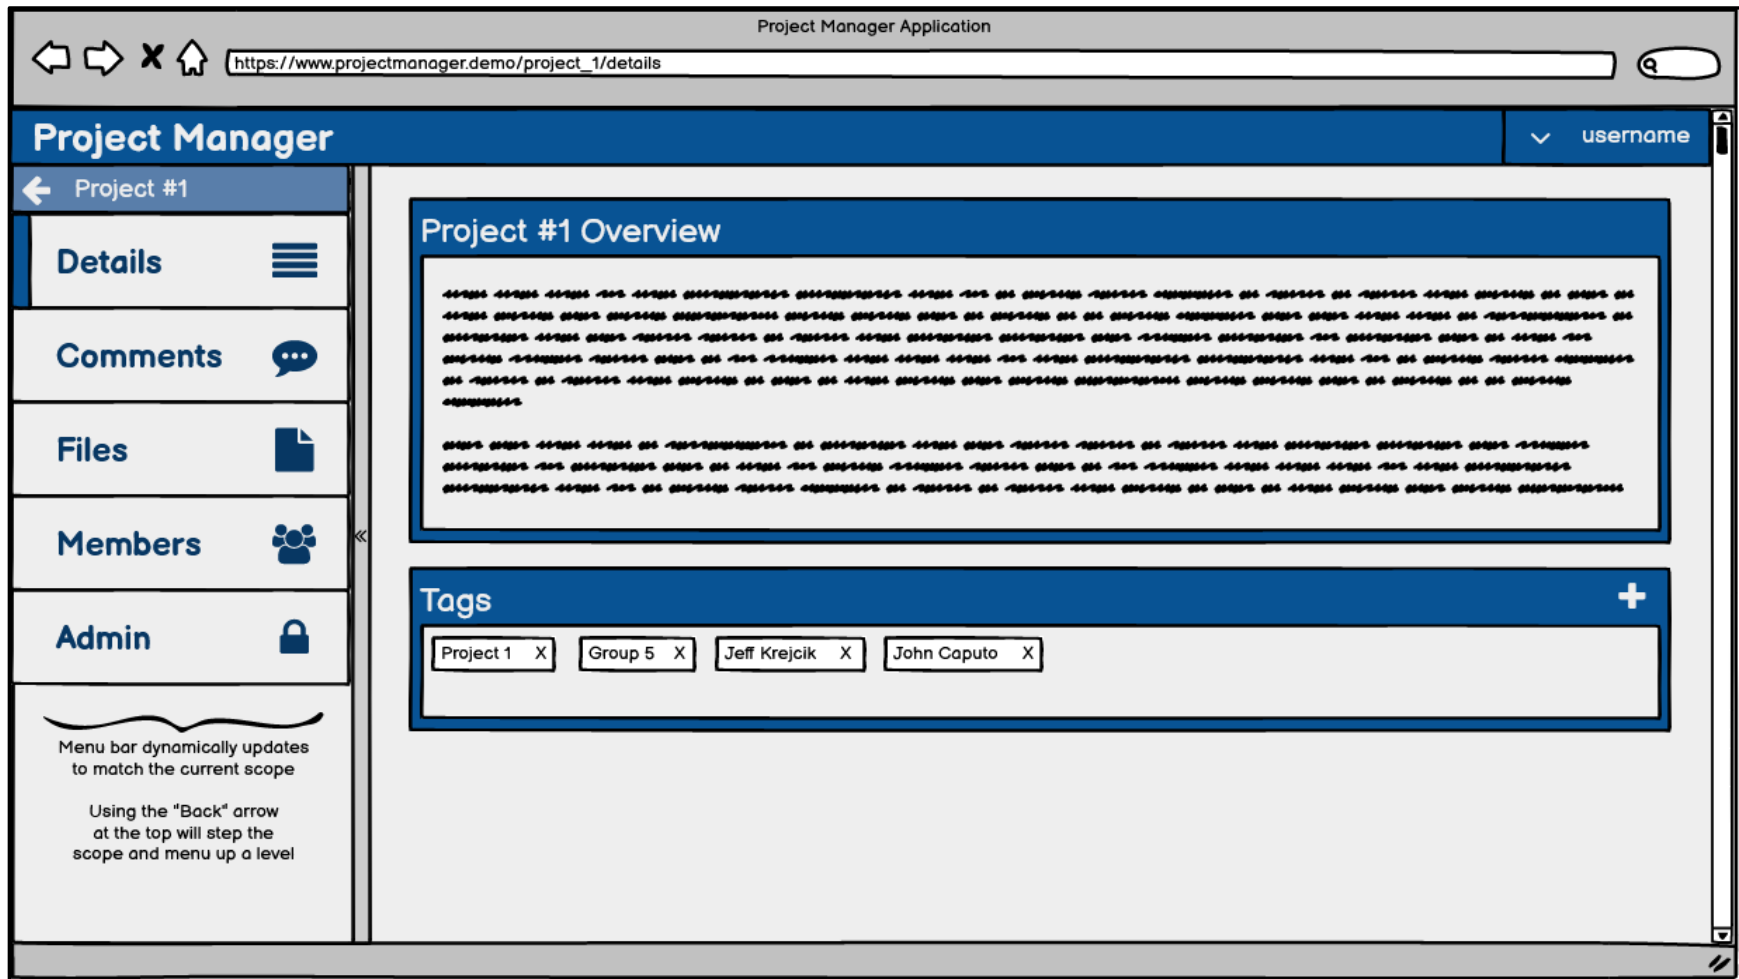 Project Manager Application
https://www.projectmanager.demo/project_1/details
Project Manager
username
Project #1
Details
Comments
Files
Members
Admin
Menu bar dynamically updates
to match the current scope
Using the "Back" arrow
at the top will step the
scope and menu up a level
Project #1 Overview
Tags
Project 1 X
Group 5 X
Jeff Krejcik X
John Caputo X